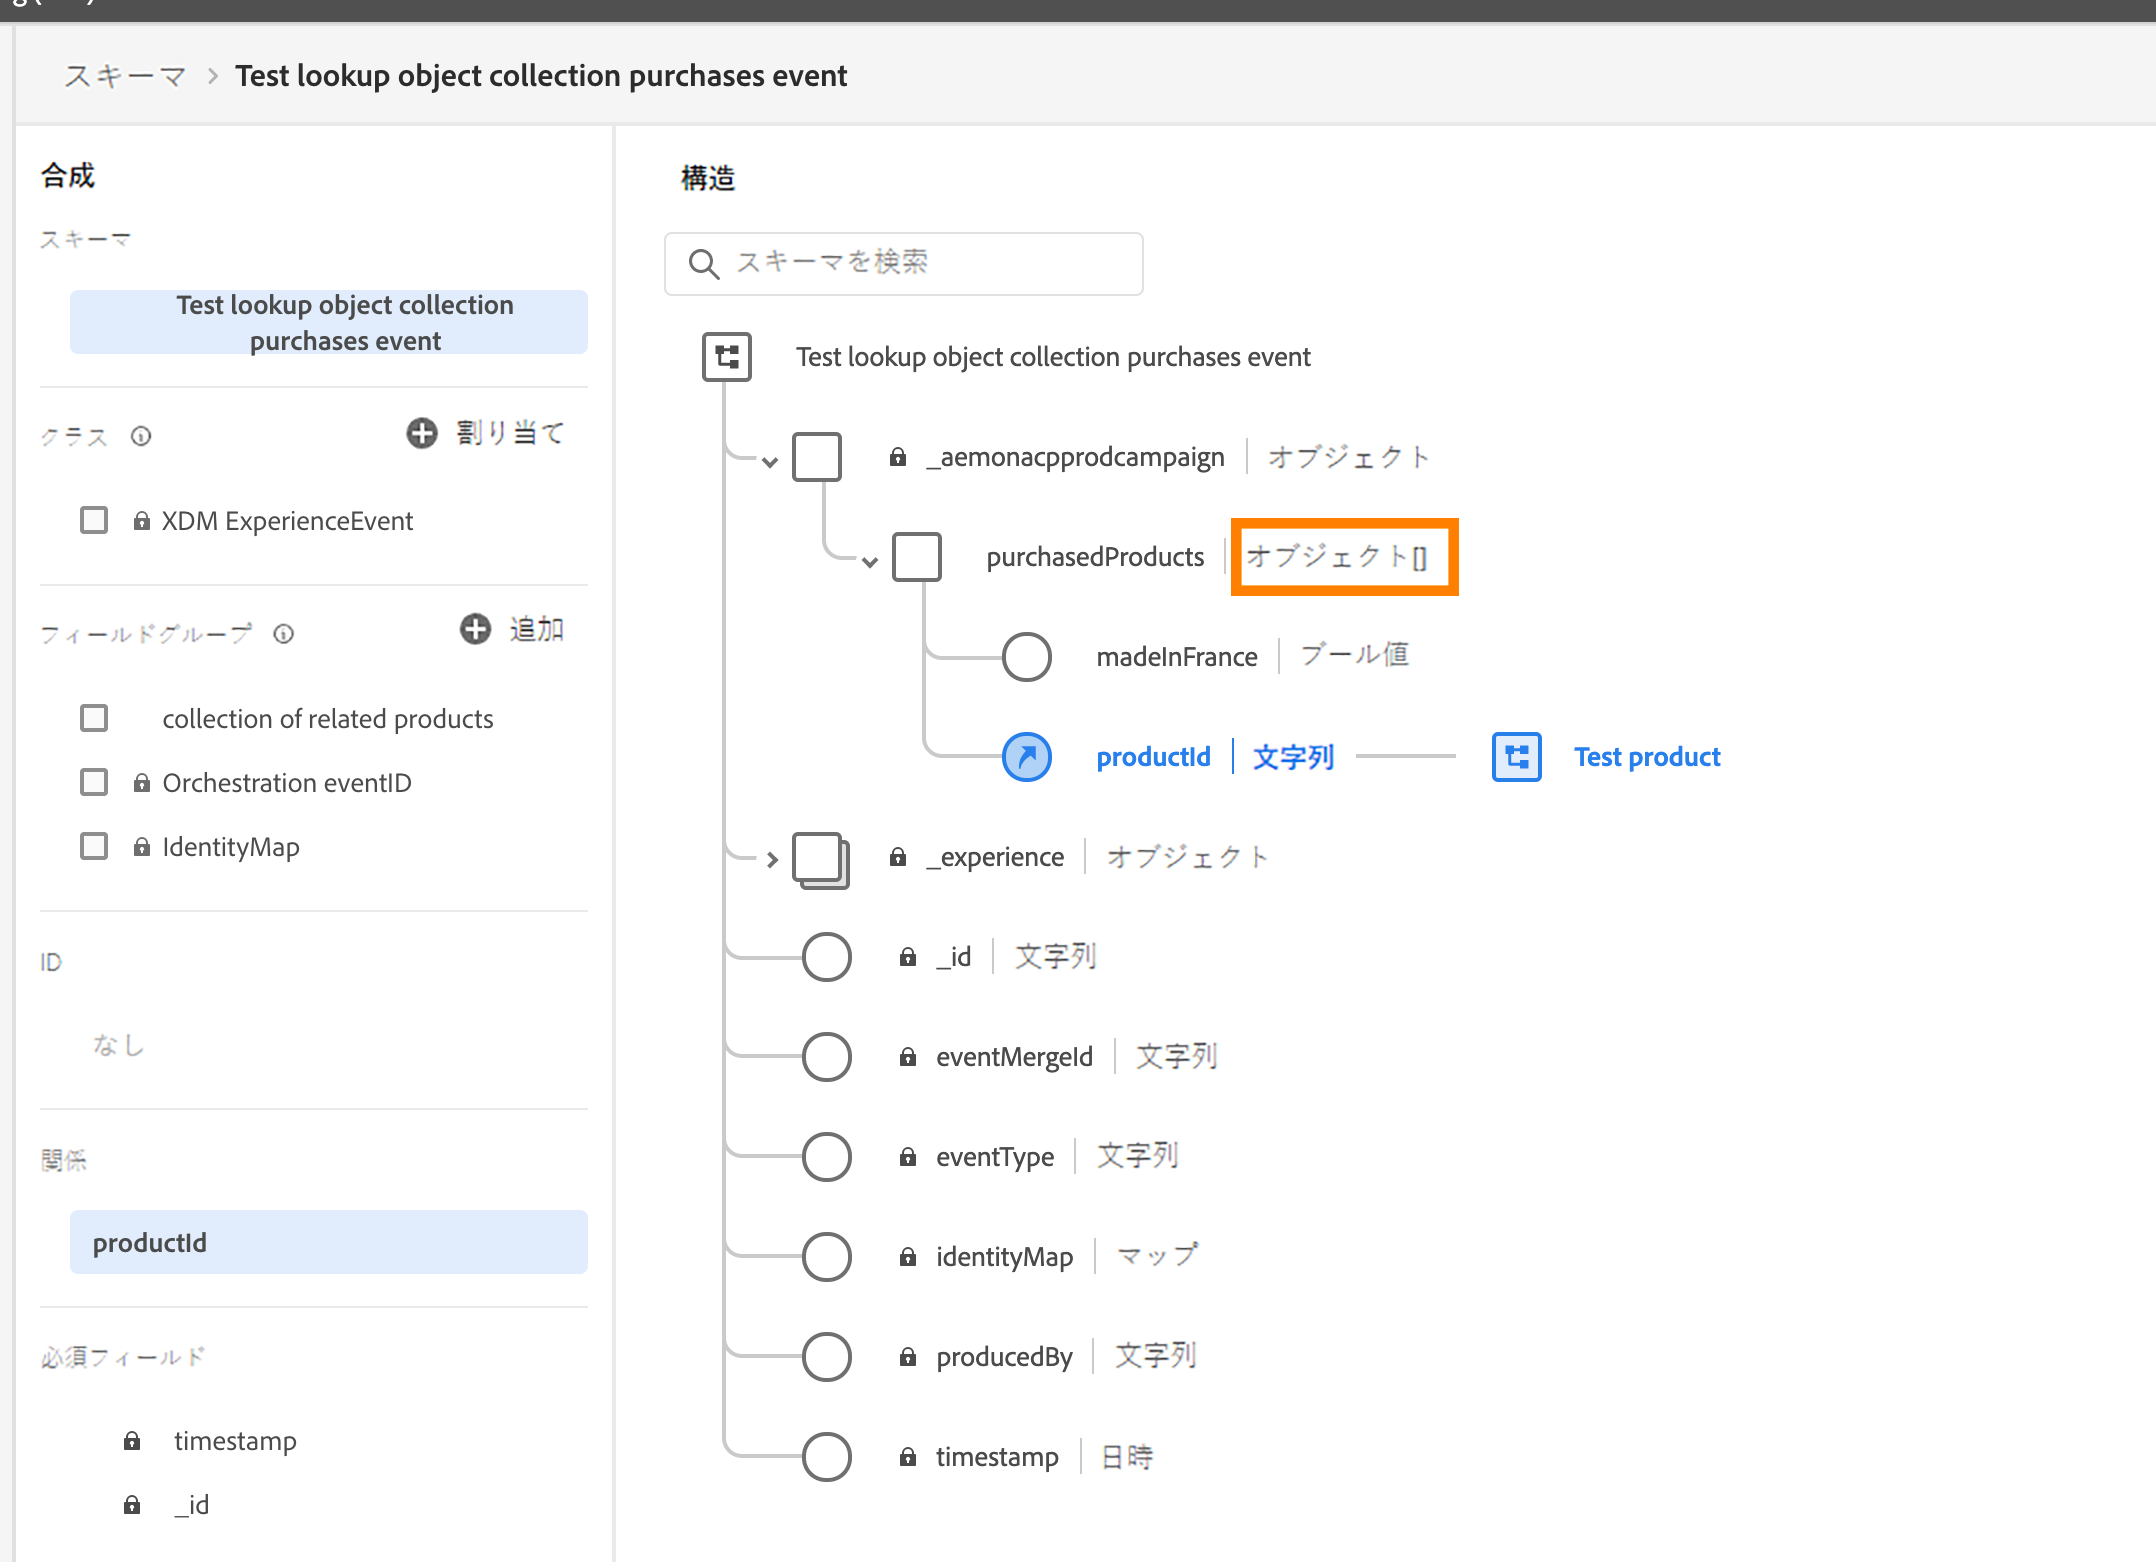 スキーマ > Test lookup object collection purchases event
合成
スキーマ
Test lookup object collection
purchases event
クラス 割り当て
XDM ExperienceEvent
フィールドグループ 追加
collection of related products
Orchestration eventID
IdentityMap
ID
なし
関係
productId
必須フィールド
timestamp
_id
構造
スキーマを検索
Test lookup object collection purchases event
_aemonacpprodcampaign オブジェクト
purchasedProducts オブジェクト[]
madeInFrance ブール値
productId 文字列 Test product
_experience オブジェクト
_id 文字列
eventMergeId 文字列
eventType 文字列
identityMap マップ
producedBy 文字列
timestamp 日時